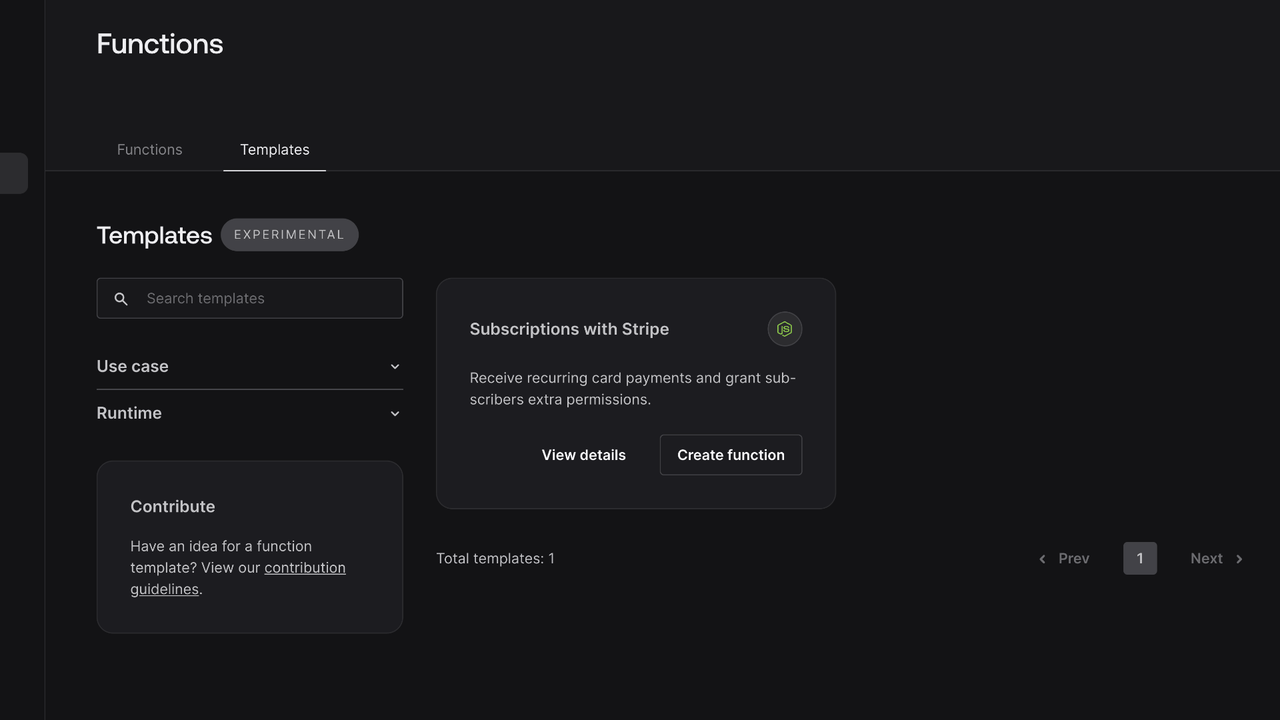 Functions
Functions
Templates
Templates
EXPERIMENTAL
Search templates
Use case
Runtime
Contribute
Have an idea for a function
template? View our contribution
guidelines.
Subscriptions with Stripe
JS
Receive recurring card payments and grant sub-
scribers extra permissions.
View details
Create function
Total templates: 1
Prev
1
Next